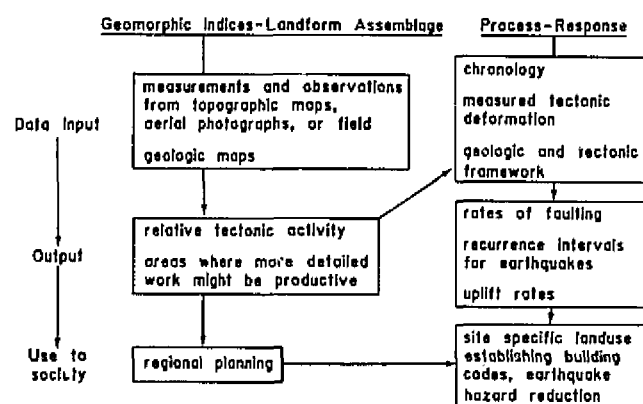 Geomorphic Indices-Landform Assemblage
Process-Response
Data Input
Output
Use to
society
measurements and observations
from topographic maps,
aerial photographs, or field
geologic maps
relative tectonic activity
areas where more detailed
work might be productive
regional planning
chronology
measured tectonic
deformation
geologic and tectonic
framework
rates of faulting
recurrence intervals
for earthquakes
uplift rates
site specific landuse
establishing building
codes, earthquake
hazard reduction